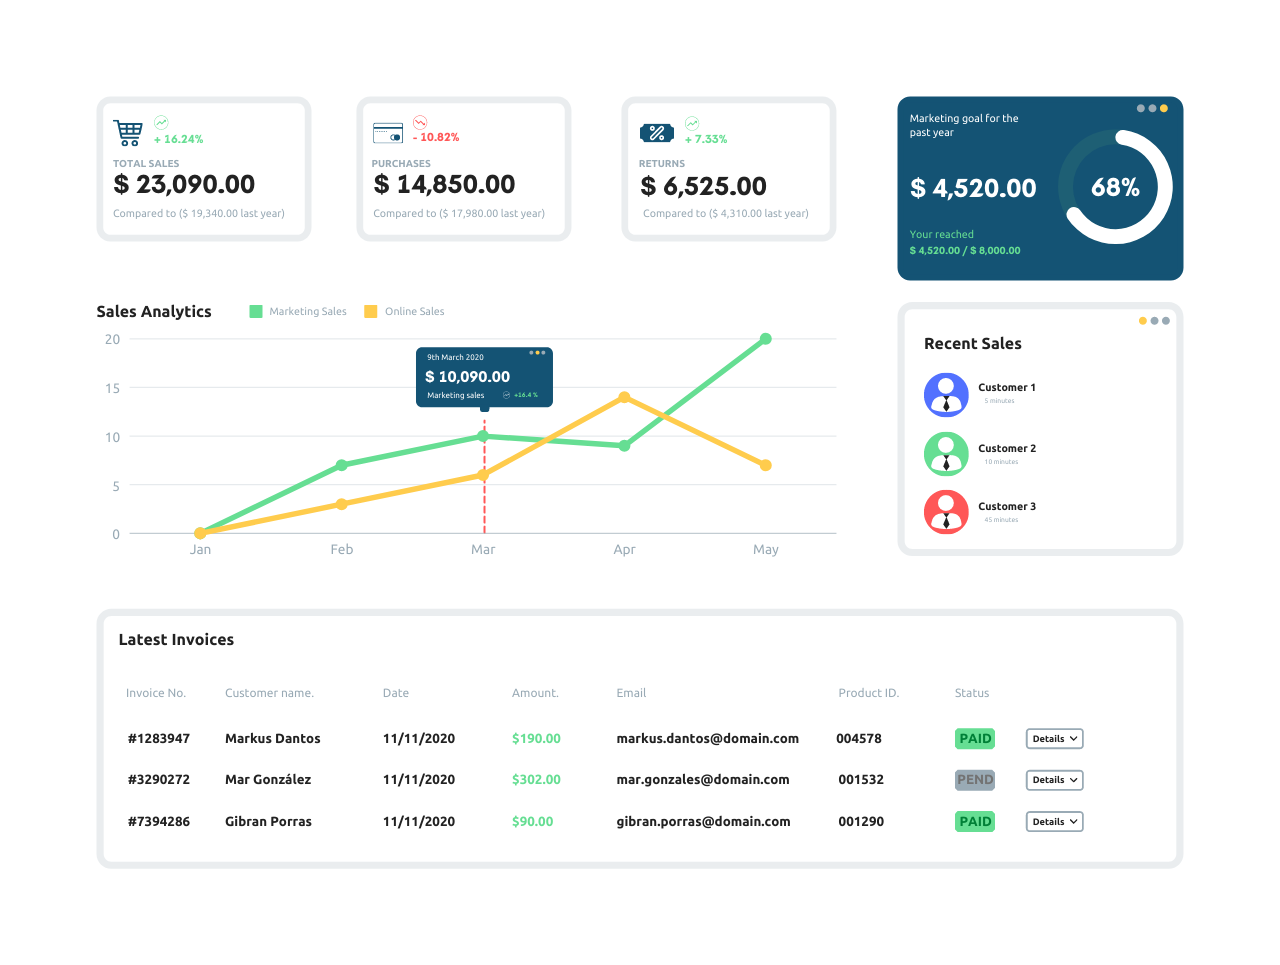 + 16.24%
TOTAL SALES
$ 23,090.00
Compared to ($ 19,340.00 last year)
- 10.82%
PURCHASES
$ 14,850.00
Compared to ($ 17,980.00 last year)
+ 7.33%
RETURNS
$ 6,525.00
Compared to ($ 4,310.00 last year)
Marketing goal for the
past year
$ 4,520.00
68%
Your reached
$ 4,520.00 / $ 8,000.00
Sales Analytics
Marketing Sales
Online Sales
20
15
10
5
0
9th March 2020
$ 10,090.00
Marketing sales +16.4 %
Jan Feb Mar Apr May
Recent Sales
Customer 1
5 minutes
Customer 2
10 minutes
Customer 3
45 minutes
Latest Invoices
Invoice No. Customer name. Date Amount. Email Product ID. Status
#1283947 Markus Dantos 11/11/2020 $190.00 markus.dantos@domain.com 004578 PAID Details
#3290272 Mar González 11/11/2020 $302.00 mar.gonzales@domain.com 001532 PEND Details
#7394286 Gibran Porras 11/11/2020 $90.00 gibran.porras@domain.com 001290 PAID Details